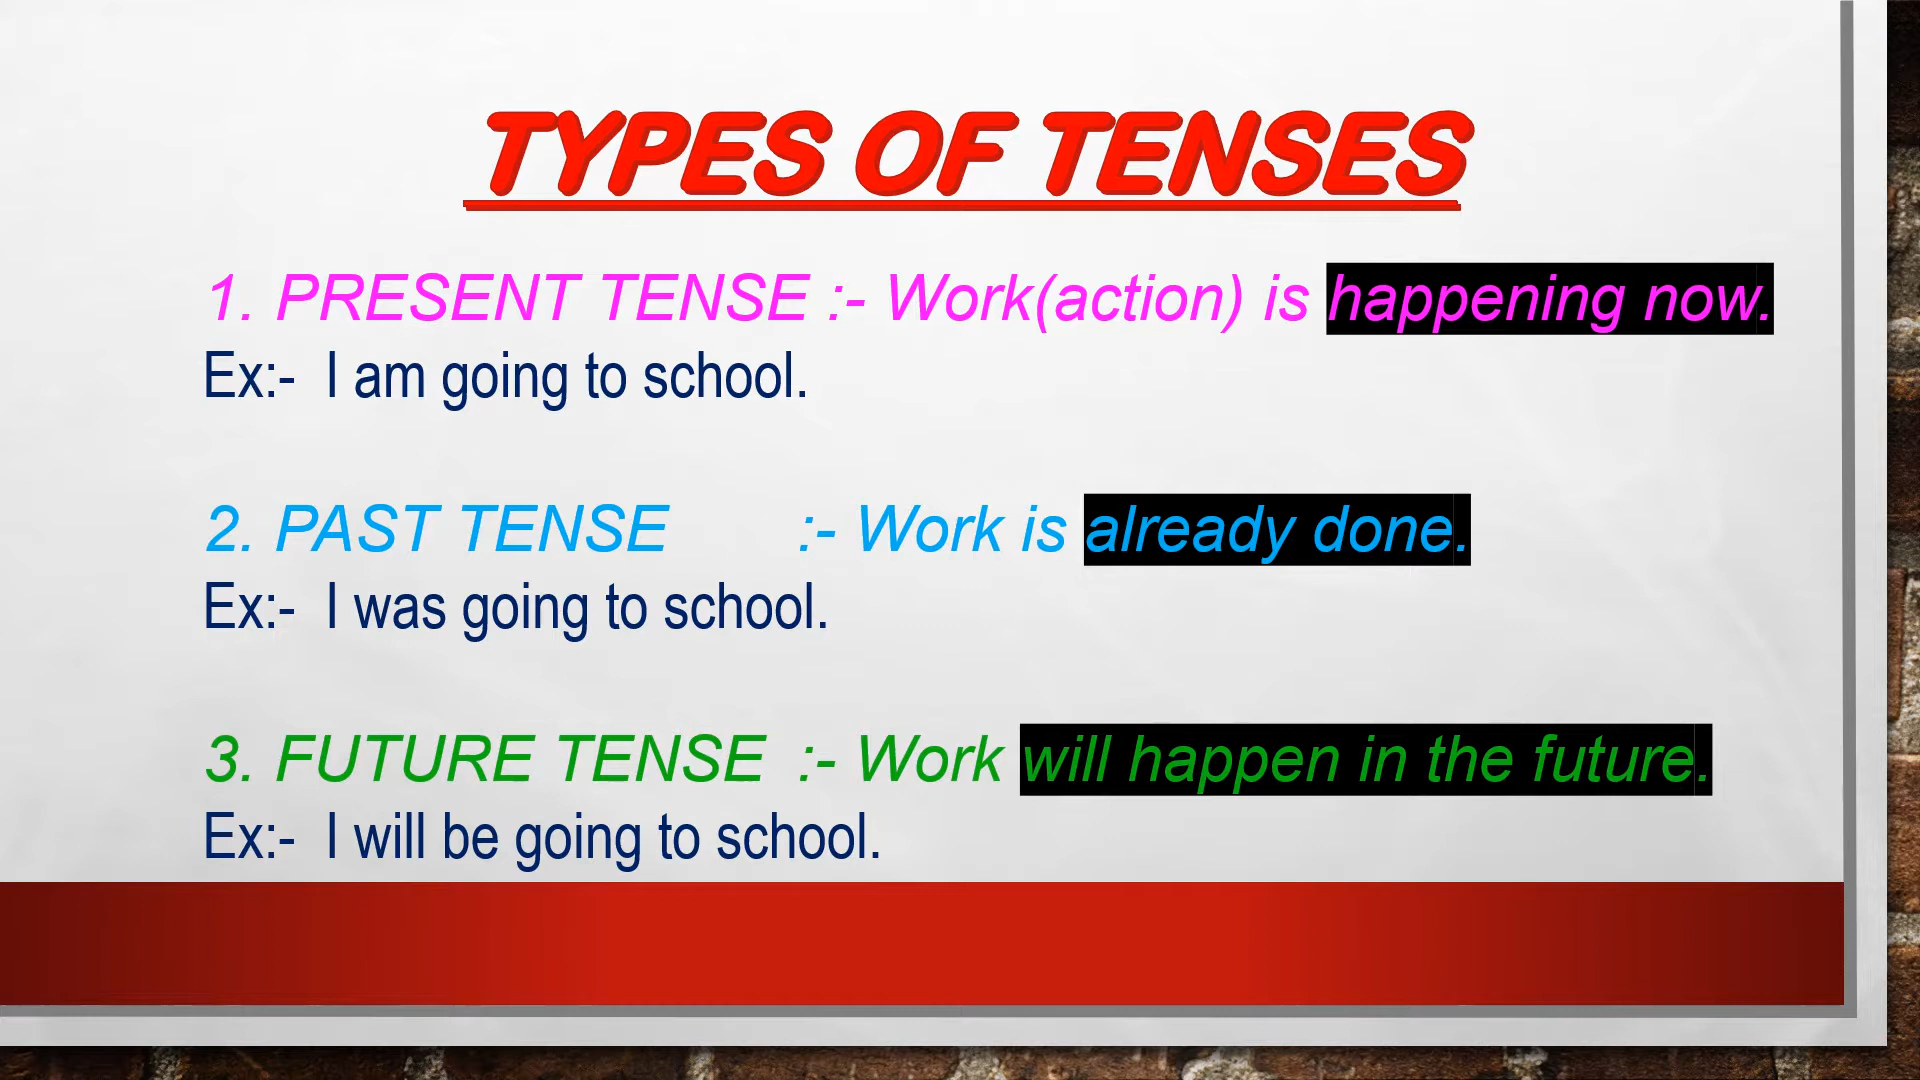 TYPES OF TENSES
1. PRESENT TENSE :- Work(action) is happening now.
Ex:- I am going to school.
2. PAST TENSE :- Work is already done.
Ex:- I was going to school.
3. FUTURE TENSE :- Work will happen in the future.
Ex:- I will be going to school.